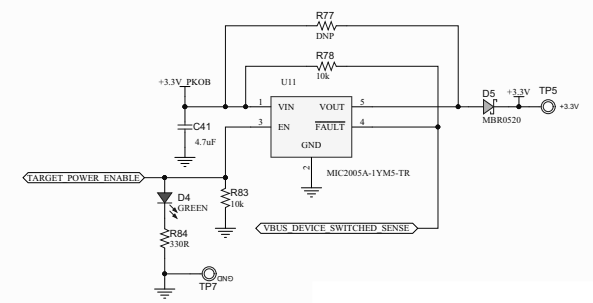 R77
DNP
R78
10k
+3.3V_PKOB
U11
D5
+3.3V
TP5
1
VIN
VOUT
5
+3.3V
C41
3
EN
FAULT
4
MBR0520
4.7uF
GND
2
MIC2005A-1YM5-TR
TARGET_POWER_ENABLE
D4
R83
GREEN
10k
R84
VBUS_DEVICE_SWITCHED_SENSE
330R
GND
TP7